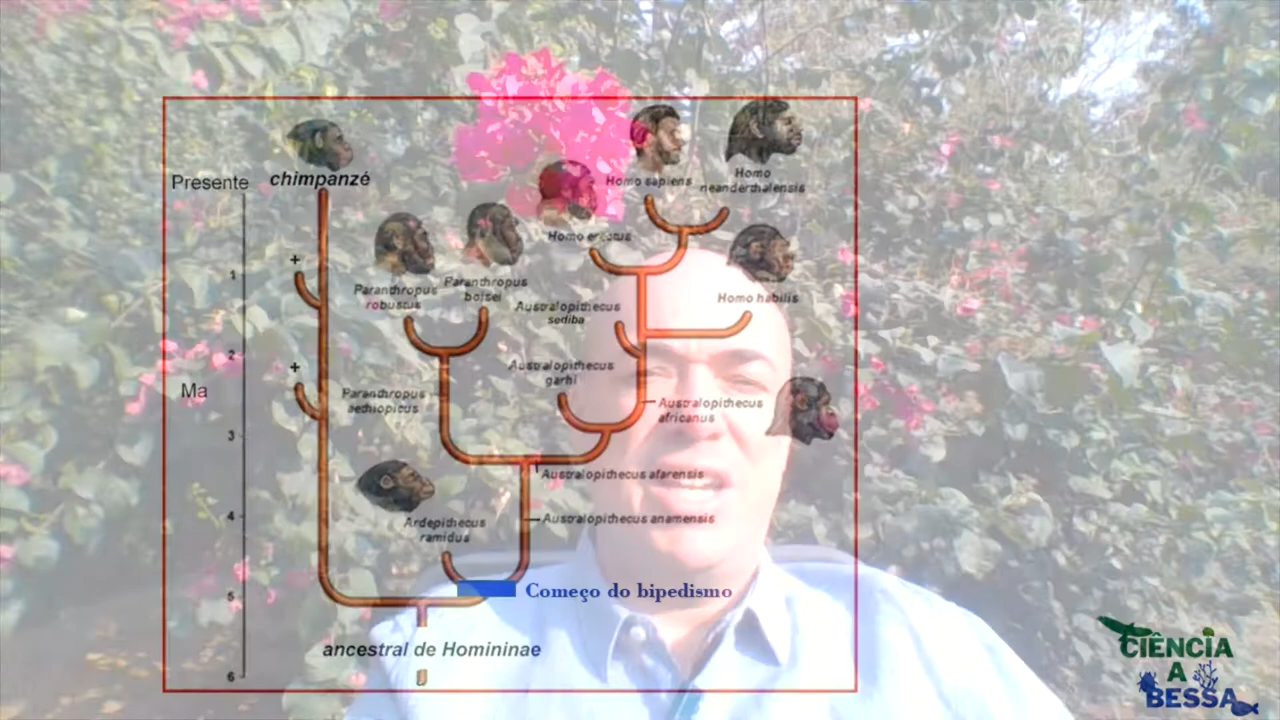 Presente
chimpanzé
Homo sapiens
Homo
neanderthalensis
Homo erectus
+
1
Paranthropus
robustus
Paranthropus
boisei
Australopithecus
sediba
Homo habilis
2
+
Ma
Australopithecus
garhi
Paranthropus
aethiopicus
Australopithecus
africanus
3
Australopithecus afarensis
4
Ardepithecus
ramidus
Australopithecus anamensis
5
Começo do bipedismo
ancestral de Homininae
6
CIÊNCIA
A
BESSA